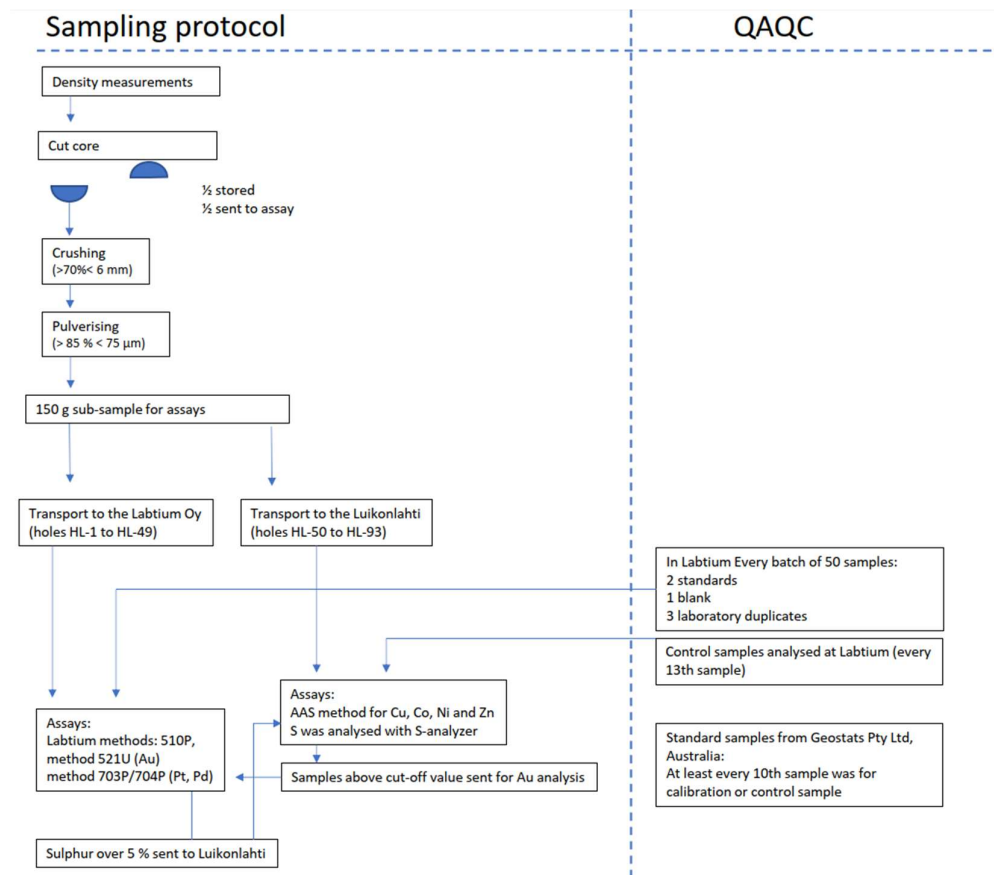 Sampling protocol
QAQC
Density measurements
Cut core
½ stored
½ sent to assay
Crushing
(>70%< 6 mm)
Pulverising
(> 85 % < 75 µm)
150 g sub-sample for assays
Transport to the Labtium Oy
(holes HL-1 to HL-49)
Transport to the Luikonlahti
(holes HL-50 to HL-93)
In Labtium Every batch of 50 samples:
2 standards
1 blank
3 laboratory duplicates
Control samples analysed at Labtium (every
13th sample)
Assays:
AAS method for Cu, Co, Ni and Zn
S was analysed with S-analyzer
Assays:
Labtium methods: 510P,
method 521U (Au)
method 703P/704P (Pt, Pd)
Standard samples from Geostats Pty Ltd,
Australia:
At least every 10th sample was for
calibration or control sample
Samples above cut-off value sent for Au analysis
Sulphur over 5 % sent to Luikonlahti